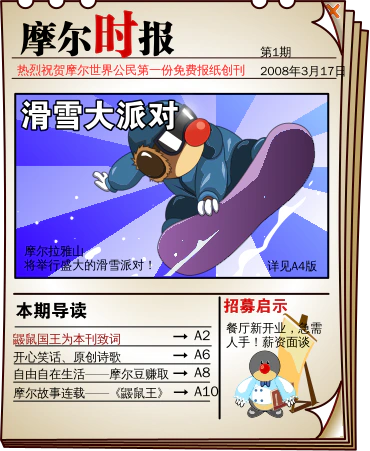 摩尔时报
第1期
热烈祝贺摩尔世界公民第一份免费报纸创刊
2008年3月17日
滑雪大派对
摩尔拉雅山
将举行盛大的滑雪派对！
详见A4版
本期导读
鼹鼠国王为本刊致词 → A2
开心笑话、原创诗歌 → A6
自由自在生活——摩尔豆赚取 → A8
摩尔故事连载——《鼹鼠王》 → A10
招募启示
餐厅新开业，急需
人手！薪资面谈